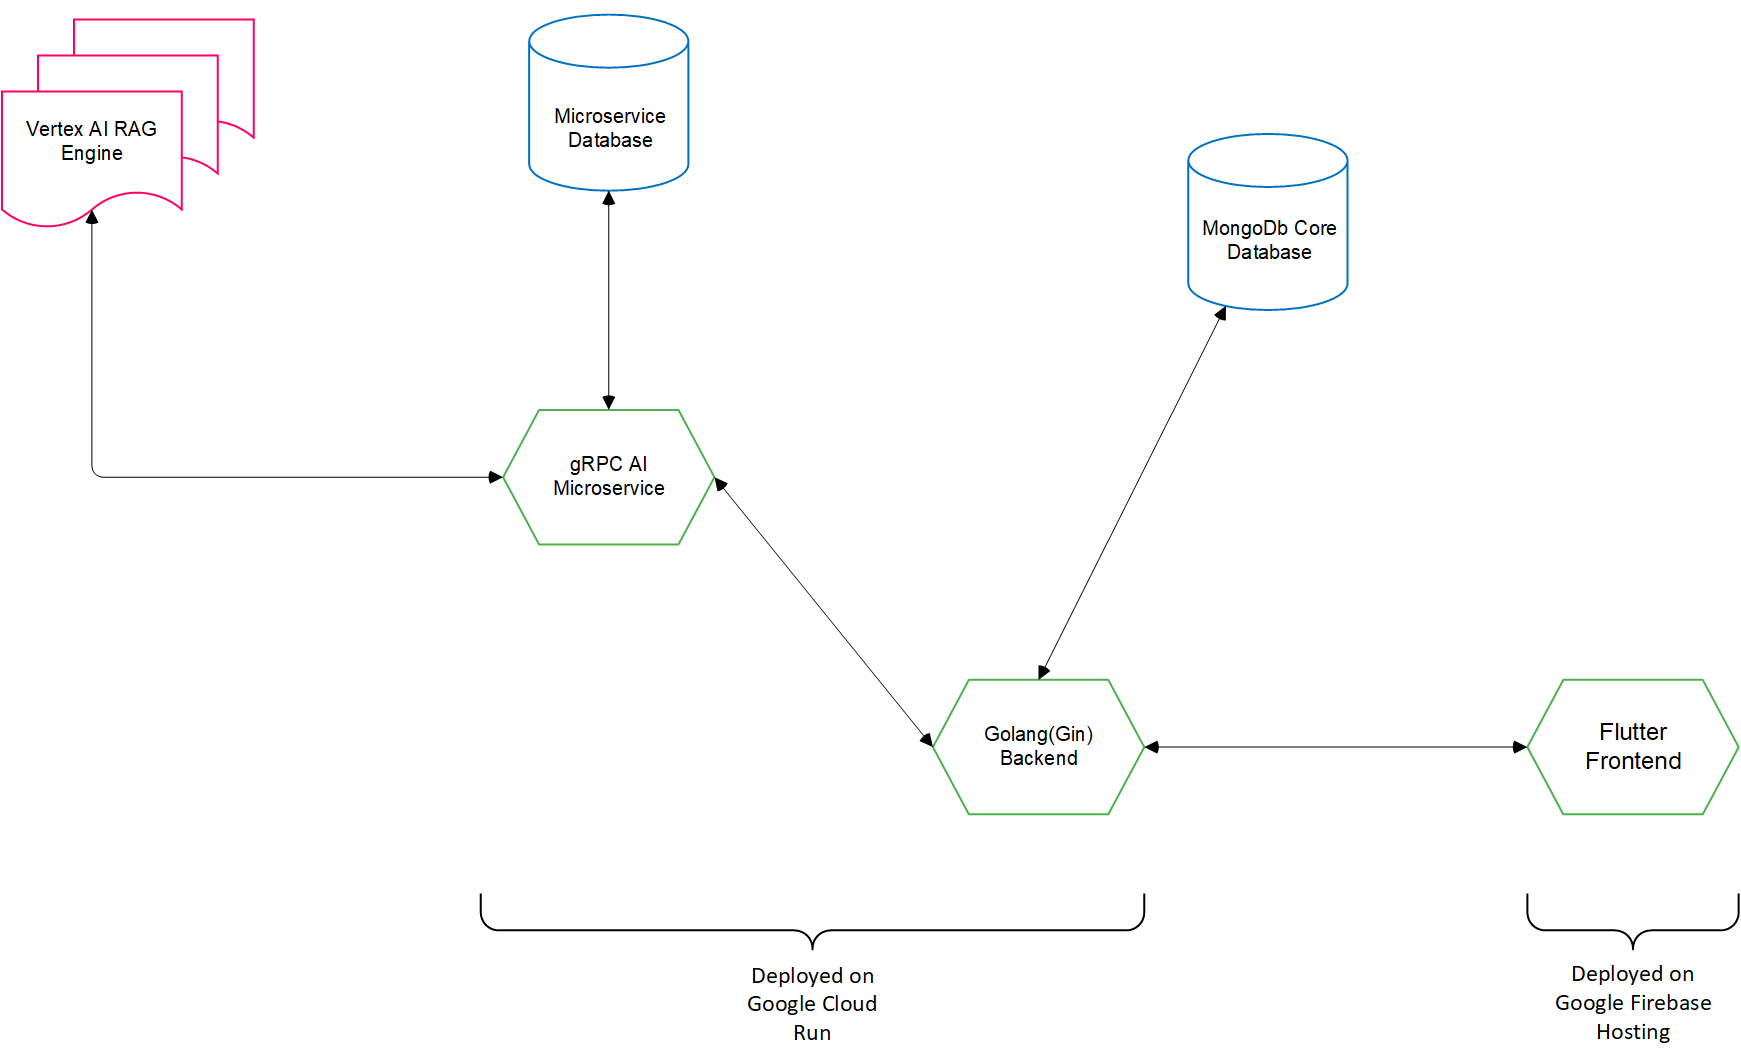 Vertex AI RAG
Engine
Microservice
Database
MongoDb Core
Database
gRPC AI
Microservice
Golang(Gin)
Backend
Flutter
Frontend
Deployed on
Google Cloud
Run
Deployed on
Google Firebase
Hosting